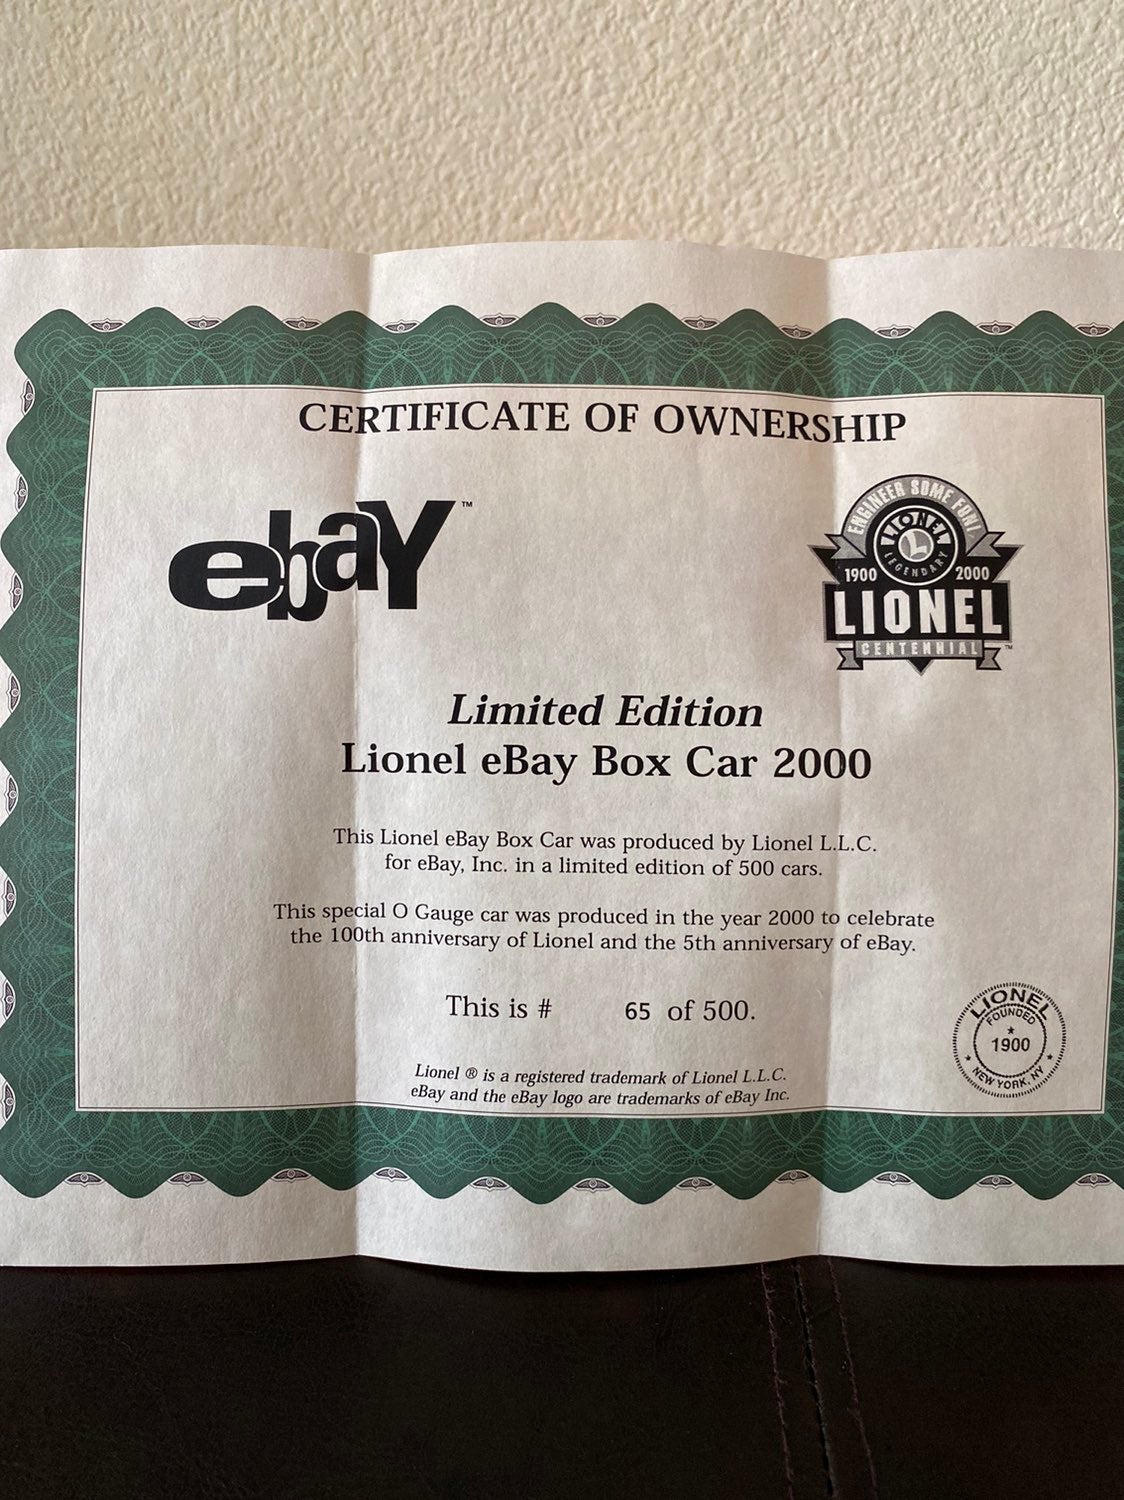 CERTIFICATE OF OWNERSHIP
ebaY™
ENGINEER SOME FUN!
LIONEL
L
LEGENDARY
1900 2000
LIONEL
CENTENNIAL ™
Limited Edition
Lionel eBay Box Car 2000
This Lionel eBay Box Car was produced by Lionel L.L.C.
for eBay, Inc. in a limited edition of 500 cars.
This special O Gauge car was produced in the year 2000 to celebrate
the 100th anniversary of Lionel and the 5th anniversary of eBay.
This is # 65 of 500.
LIONEL
FOUNDED
1900
NEW YORK, NY
Lionel ® is a registered trademark of Lionel L.L.C.
eBay and the eBay logo are trademarks of eBay Inc.